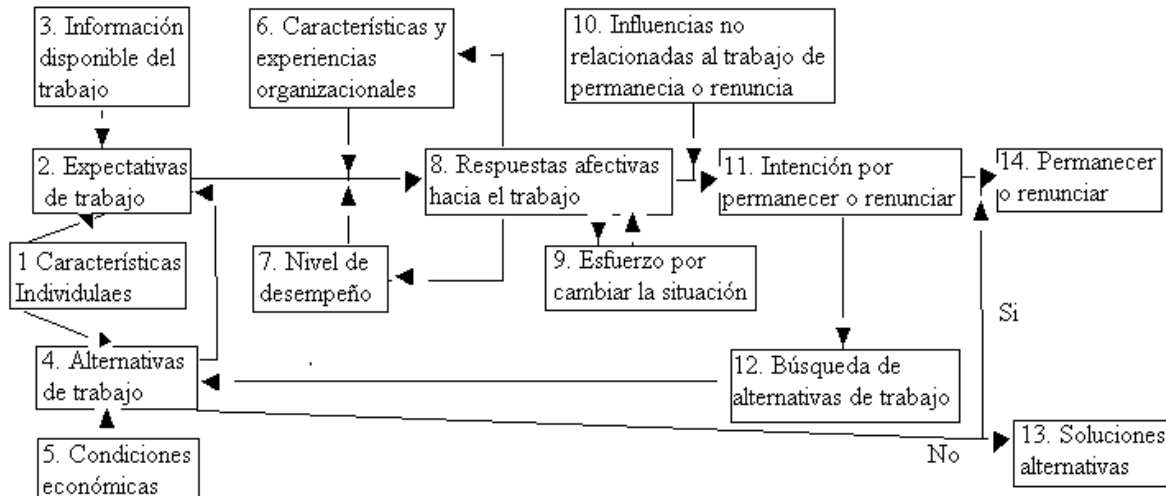 3. Información
disponible del
trabajo
6. Características y
experiencias
organizacionales
10. Influencias no
relacionadas al trabajo de
permanecia o renuncia
2. Expectativas
de trabajo
8. Respuestas afectivas
hacia el trabajo
11. Intención por
permanecer o renunciar
14. Permanecer
o renunciar
1 Características
Individulaes
7. Nivel de
desempeño
9. Esfuerzo por
cambiar la situación
Si
4. Alternativas
de trabajo
12. Búsqueda de
alternativas de trabajo
No
13. Soluciones
alternativas
5. Condiciones
económicas